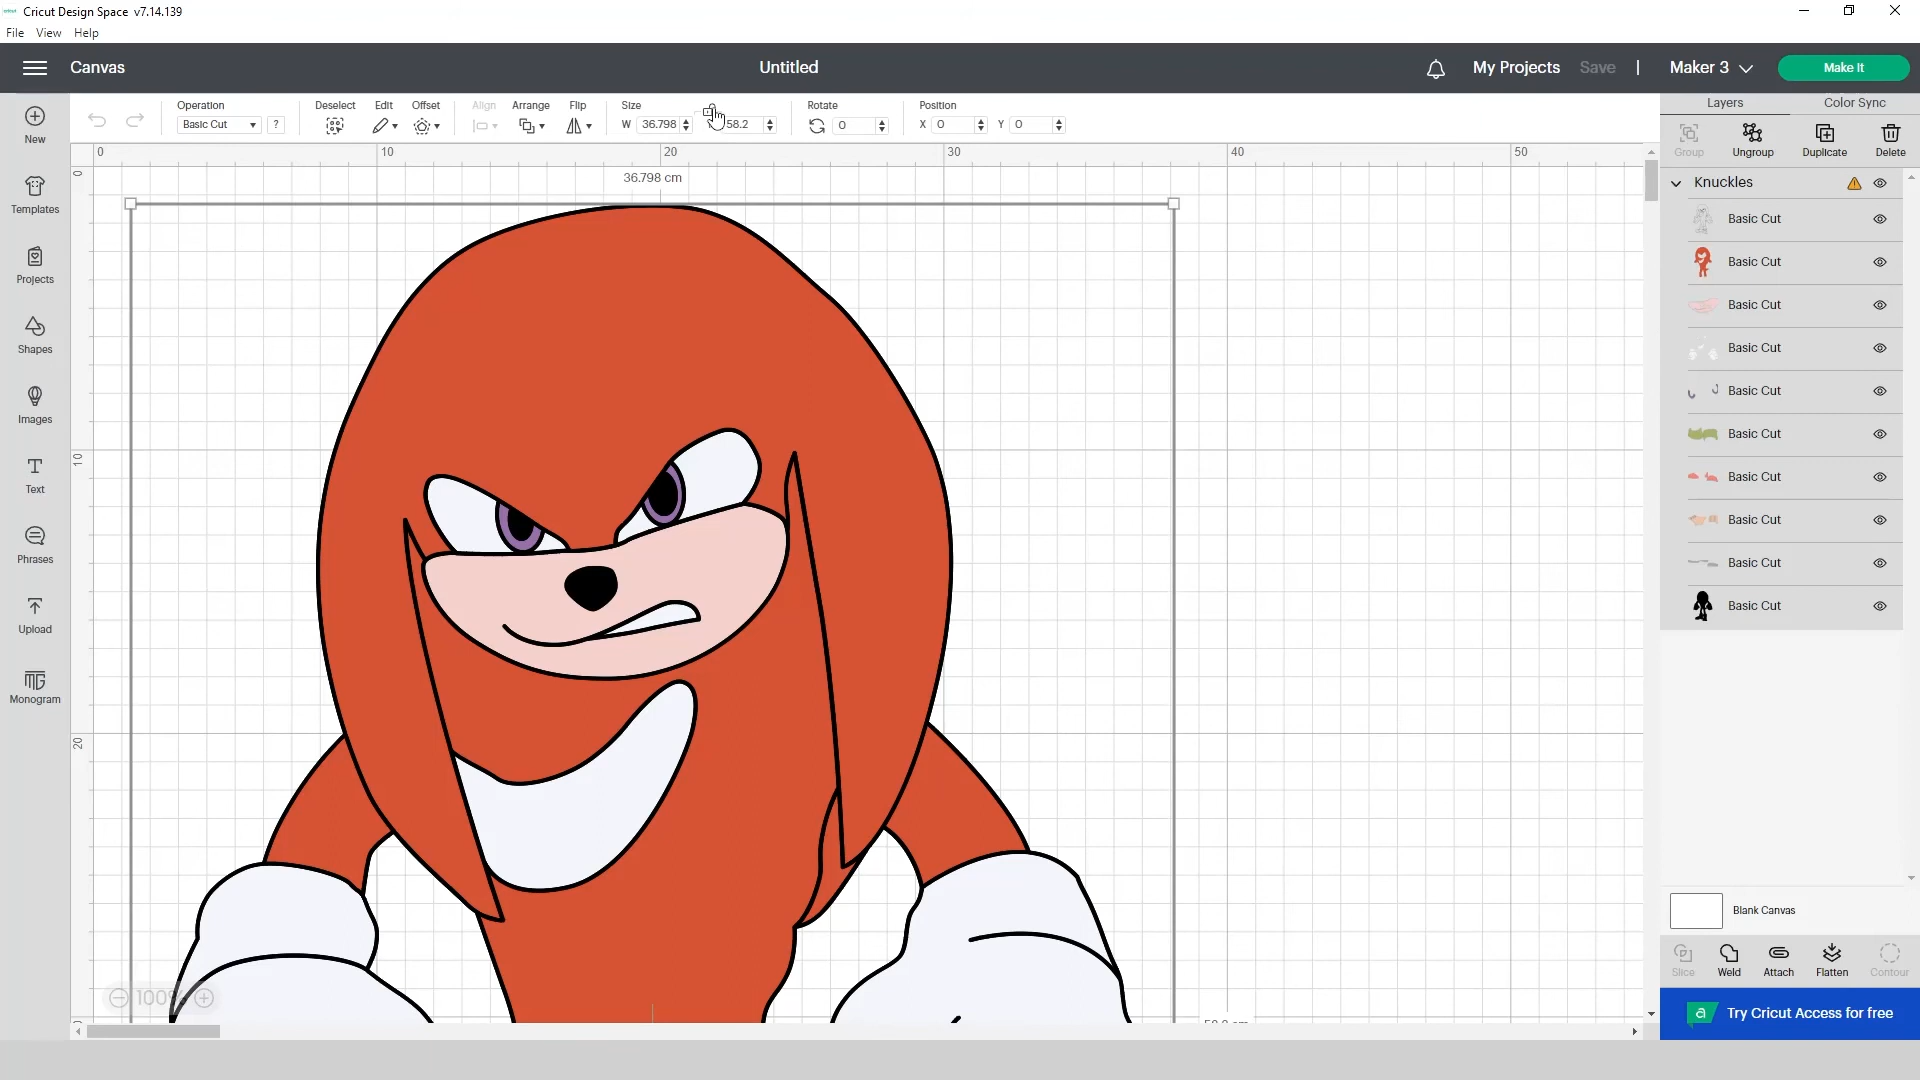 Cricut Design Space v7.14.139
File View Help
Canvas
Untitled
My Projects Save | Maker 3 Make It
New
Templates
Projects
Shapes
Images
Text
Phrases
Upload
Monogram
Operation
Basic Cut ?
Deselect Edit Offset Align Arrange Flip
Size
W 36.798
58.2
Rotate
0
Position
X 0 Y 0
0 10 20 30 40 50
0
10
20
36.798 cm
100%
Layers Color Sync
Group Ungroup Duplicate Delete
Knuckles
Basic Cut
Basic Cut
Basic Cut
Basic Cut
Basic Cut
Basic Cut
Basic Cut
Basic Cut
Basic Cut
Basic Cut
Blank Canvas
Slice Weld Attach Flatten Contour
a Try Cricut Access for free